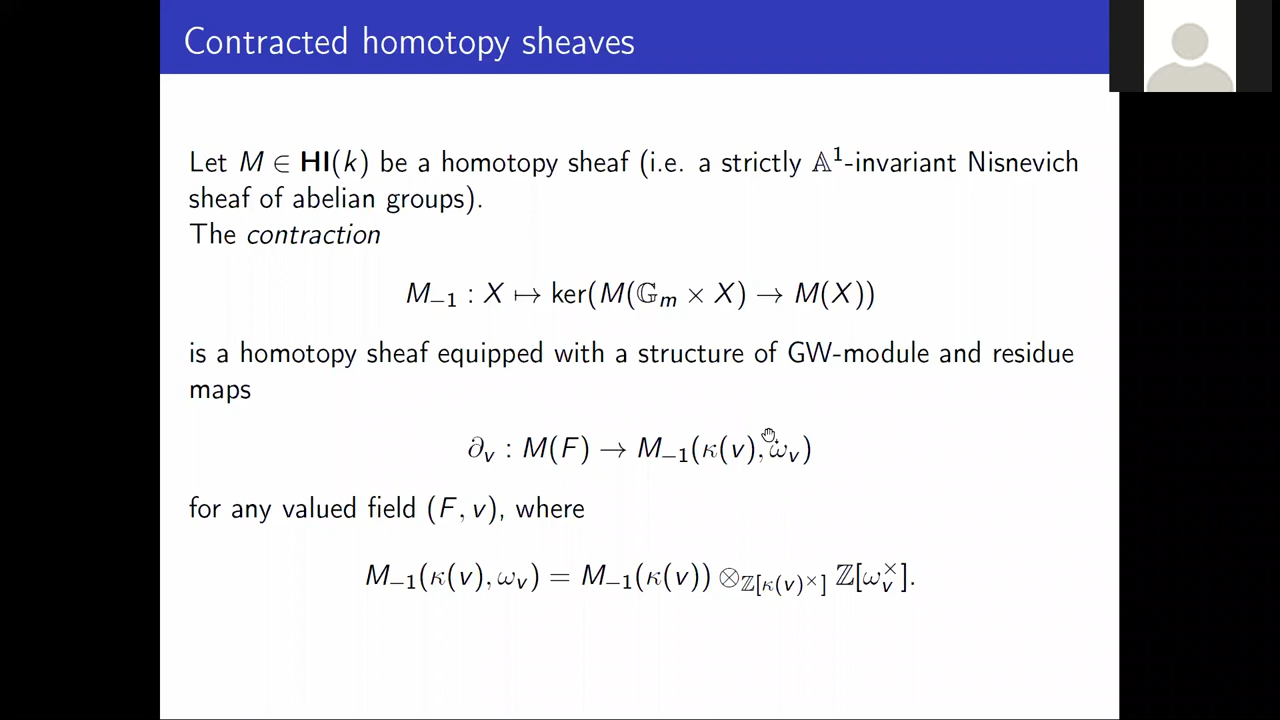 Contracted homotopy sheaves
Let M ∈ HI(k) be a homotopy sheaf (i.e. a strictly 𝔸¹-invariant Nisnevich
sheaf of abelian groups).
The contraction
M₋₁ : X ↦ ker(M(𝔾ₘ × X) → M(X))
is a homotopy sheaf equipped with a structure of GW-module and residue
maps
∂ᵥ : M(F) → M₋₁(κ(v), ωᵥ)
for any valued field (F, v), where
M₋₁(κ(v), ωᵥ) = M₋₁(κ(v)) ⊗_{ℤ[κ(v)^×]} ℤ[ωᵥ^×].